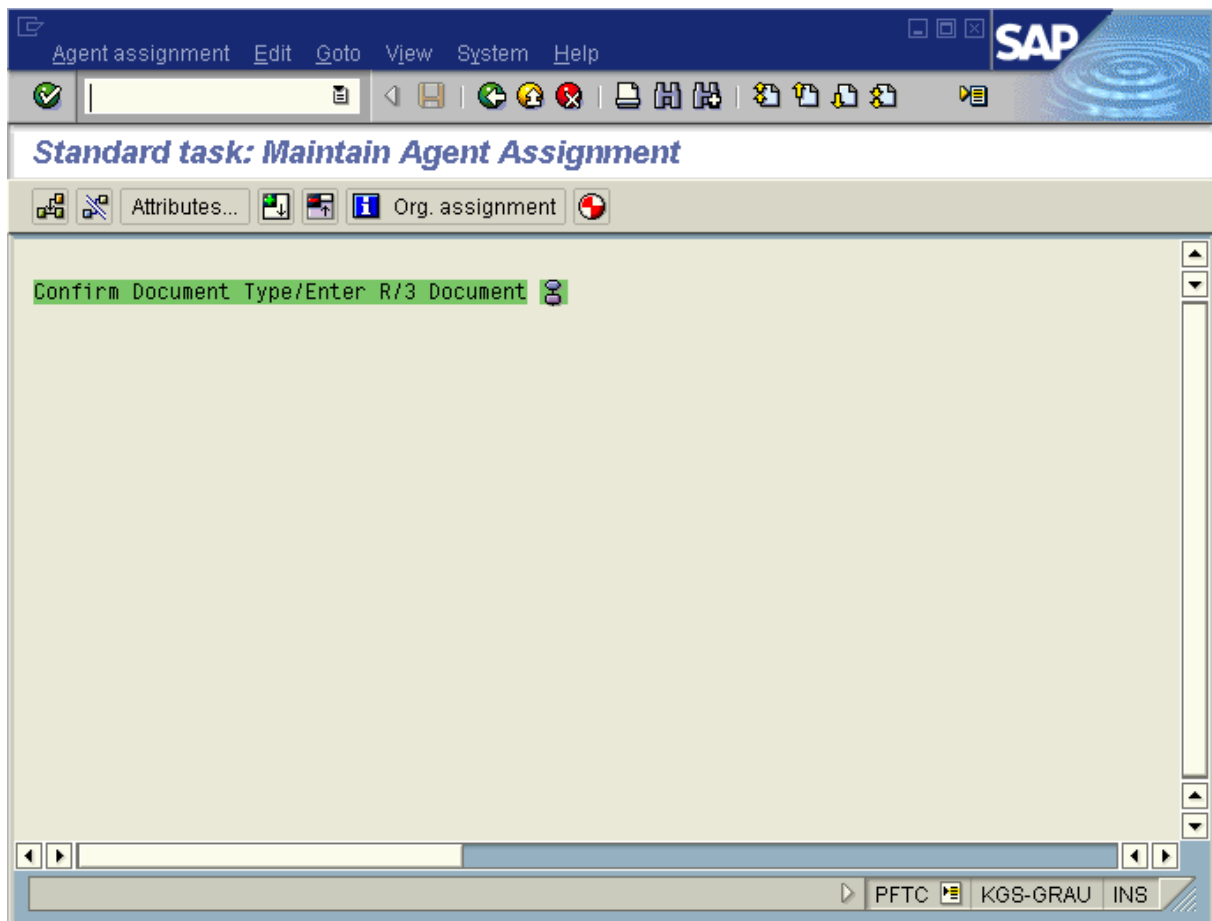 Agent assignment Edit Goto View System Help
SAP
Standard task: Maintain Agent Assignment
Attributes... Org. assignment
Confirm Document Type/Enter R/3 Document
PFTC KGS-GRAU INS